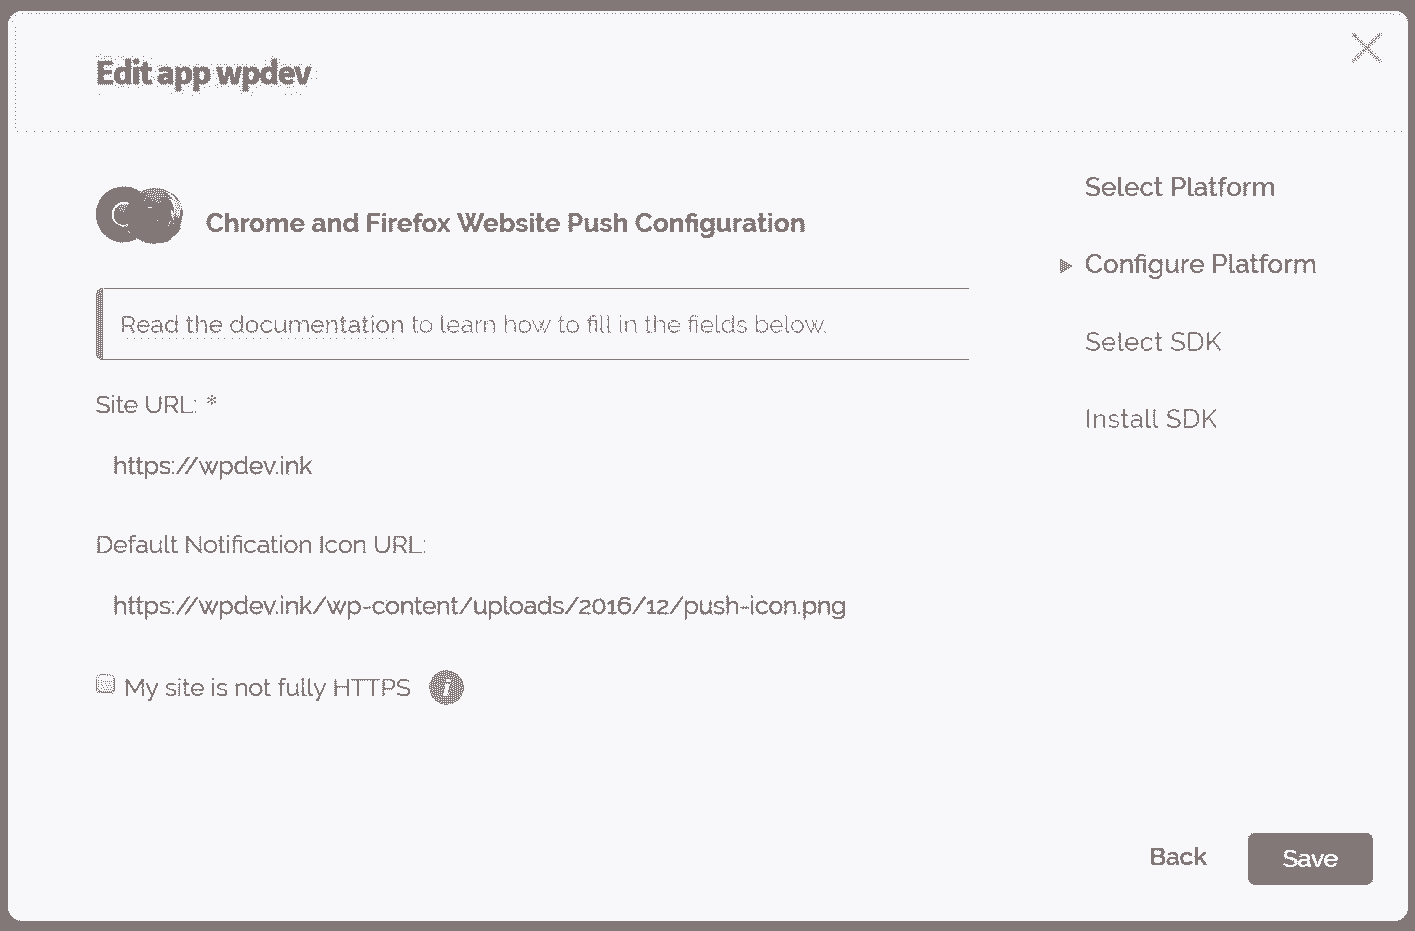 Edit app wpdev
Chrome and Firefox Website Push Configuration
Read the documentation to learn how to fill in the fields below.
Site URL: *
https://wpdev.ink
Default Notification Icon URL:
https://wpdev.ink/wp-content/uploads/2016/12/push-icon.png
My site is not fully HTTPS i
Select Platform
Configure Platform
Select SDK
Install SDK
Back
Save